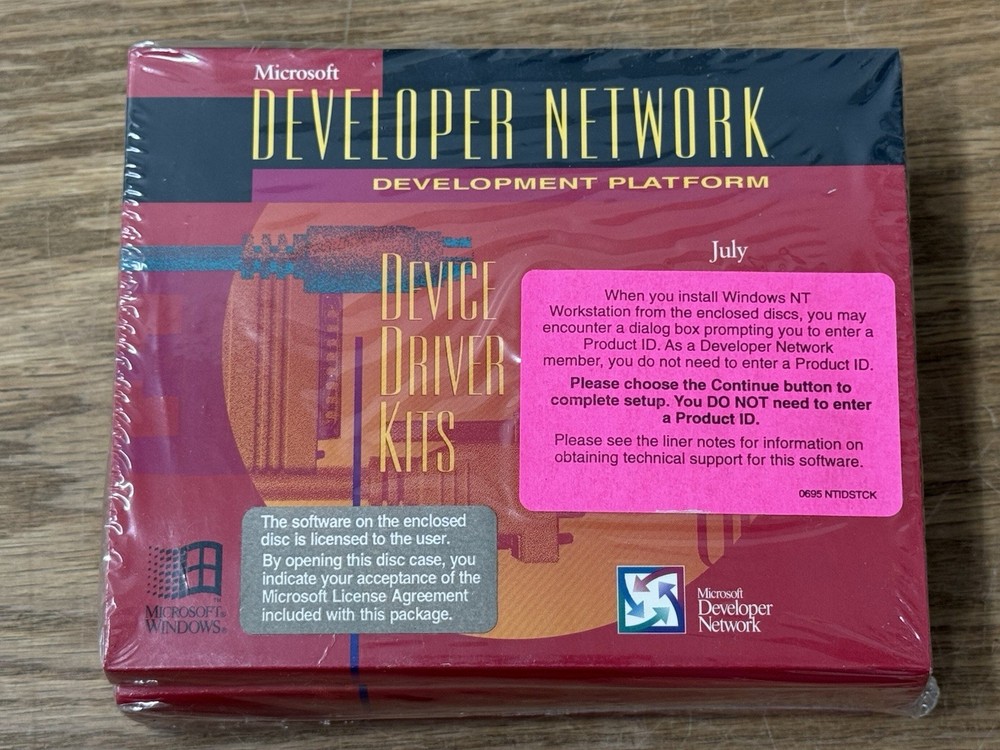 Microsoft
DEVELOPER NETWORK
DEVELOPMENT PLATFORM
July
DEVICE
DRIVER
KITS
When you install Windows NT
Workstation from the enclosed discs, you may
encounter a dialog box prompting you to enter a
Product ID. As a Developer Network
member, you do not need to enter a Product ID.
Please choose the Continue button to
complete setup. You DO NOT need to enter
a Product ID.
Please see the liner notes for information on
obtaining technical support for this software.
0695 NTIDSTCK
The software on the enclosed
disc is licensed to the user.
By opening this disc case, you
indicate your acceptance of the
Microsoft License Agreement
included with this package.
MICROSOFT®
WINDOWS®
Microsoft
Developer
Network